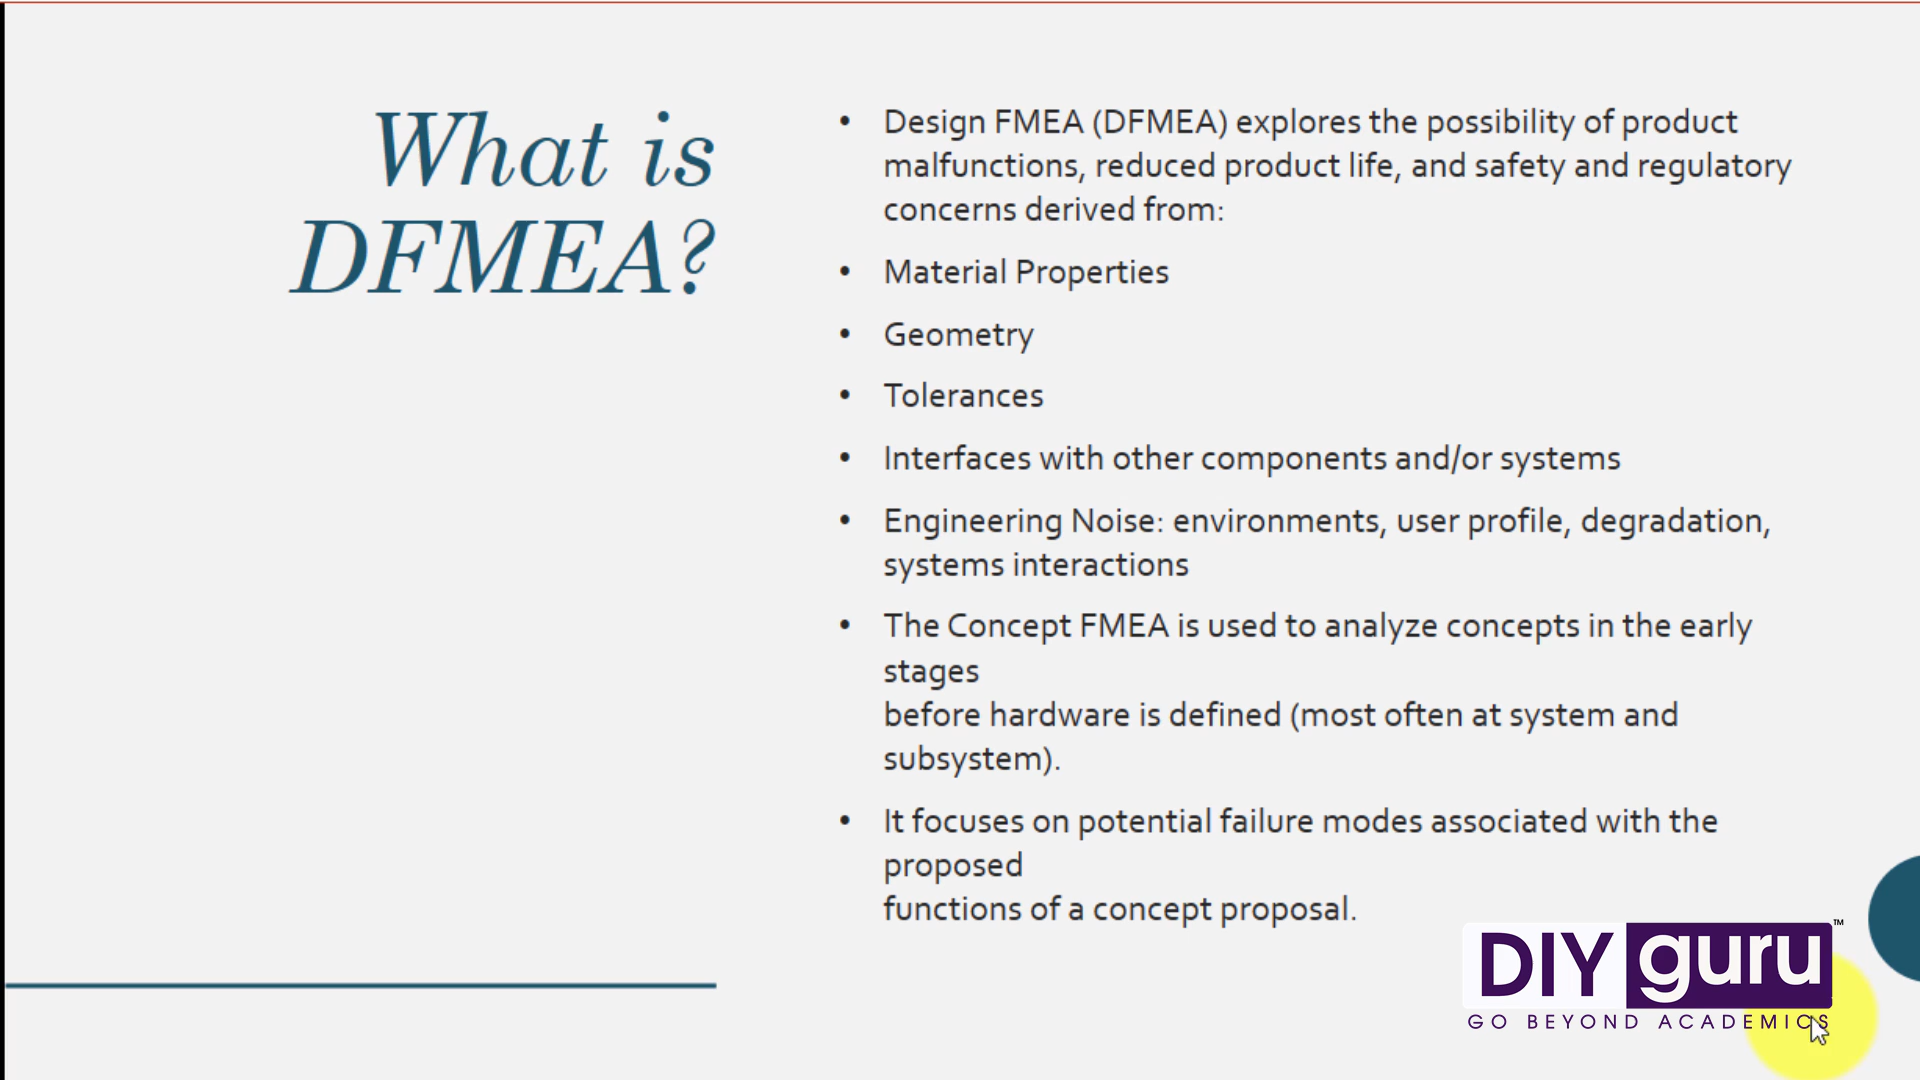 What is
DFMEA?
• Design FMEA (DFMEA) explores the possibility of product
malfunctions, reduced product life, and safety and regulatory
concerns derived from:
• Material Properties
• Geometry
• Tolerances
• Interfaces with other components and/or systems
• Engineering Noise: environments, user profile, degradation,
systems interactions
• The Concept FMEA is used to analyze concepts in the early
stages
before hardware is defined (most often at system and
subsystem).
• It focuses on potential failure modes associated with the
proposed
functions of a concept proposal.
DIY guru™
GO BEYOND ACADEMICS